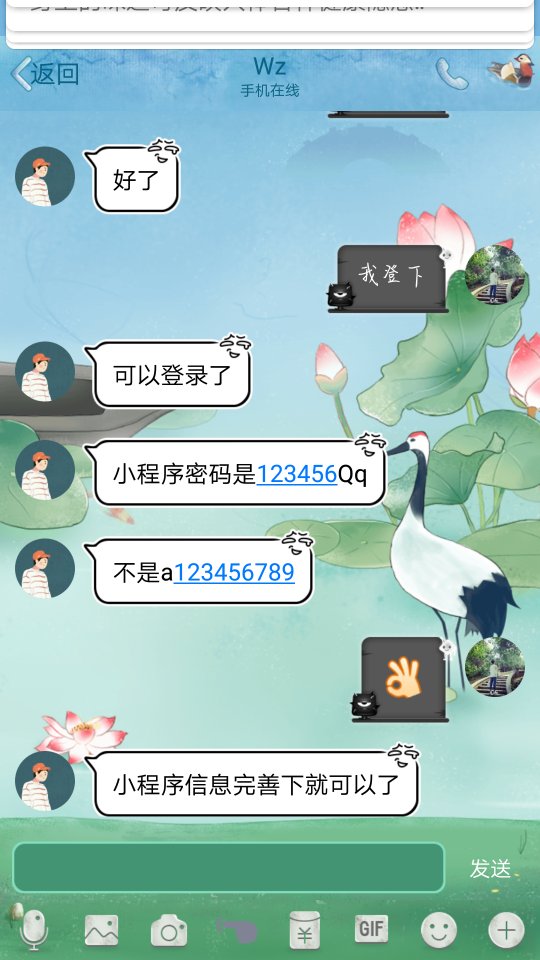 返回
Wz
手机在线
好了
我登下
可以登录了
小程序密码是123456Qq
不是a123456789
小程序信息完善下就可以了
发送
GIF